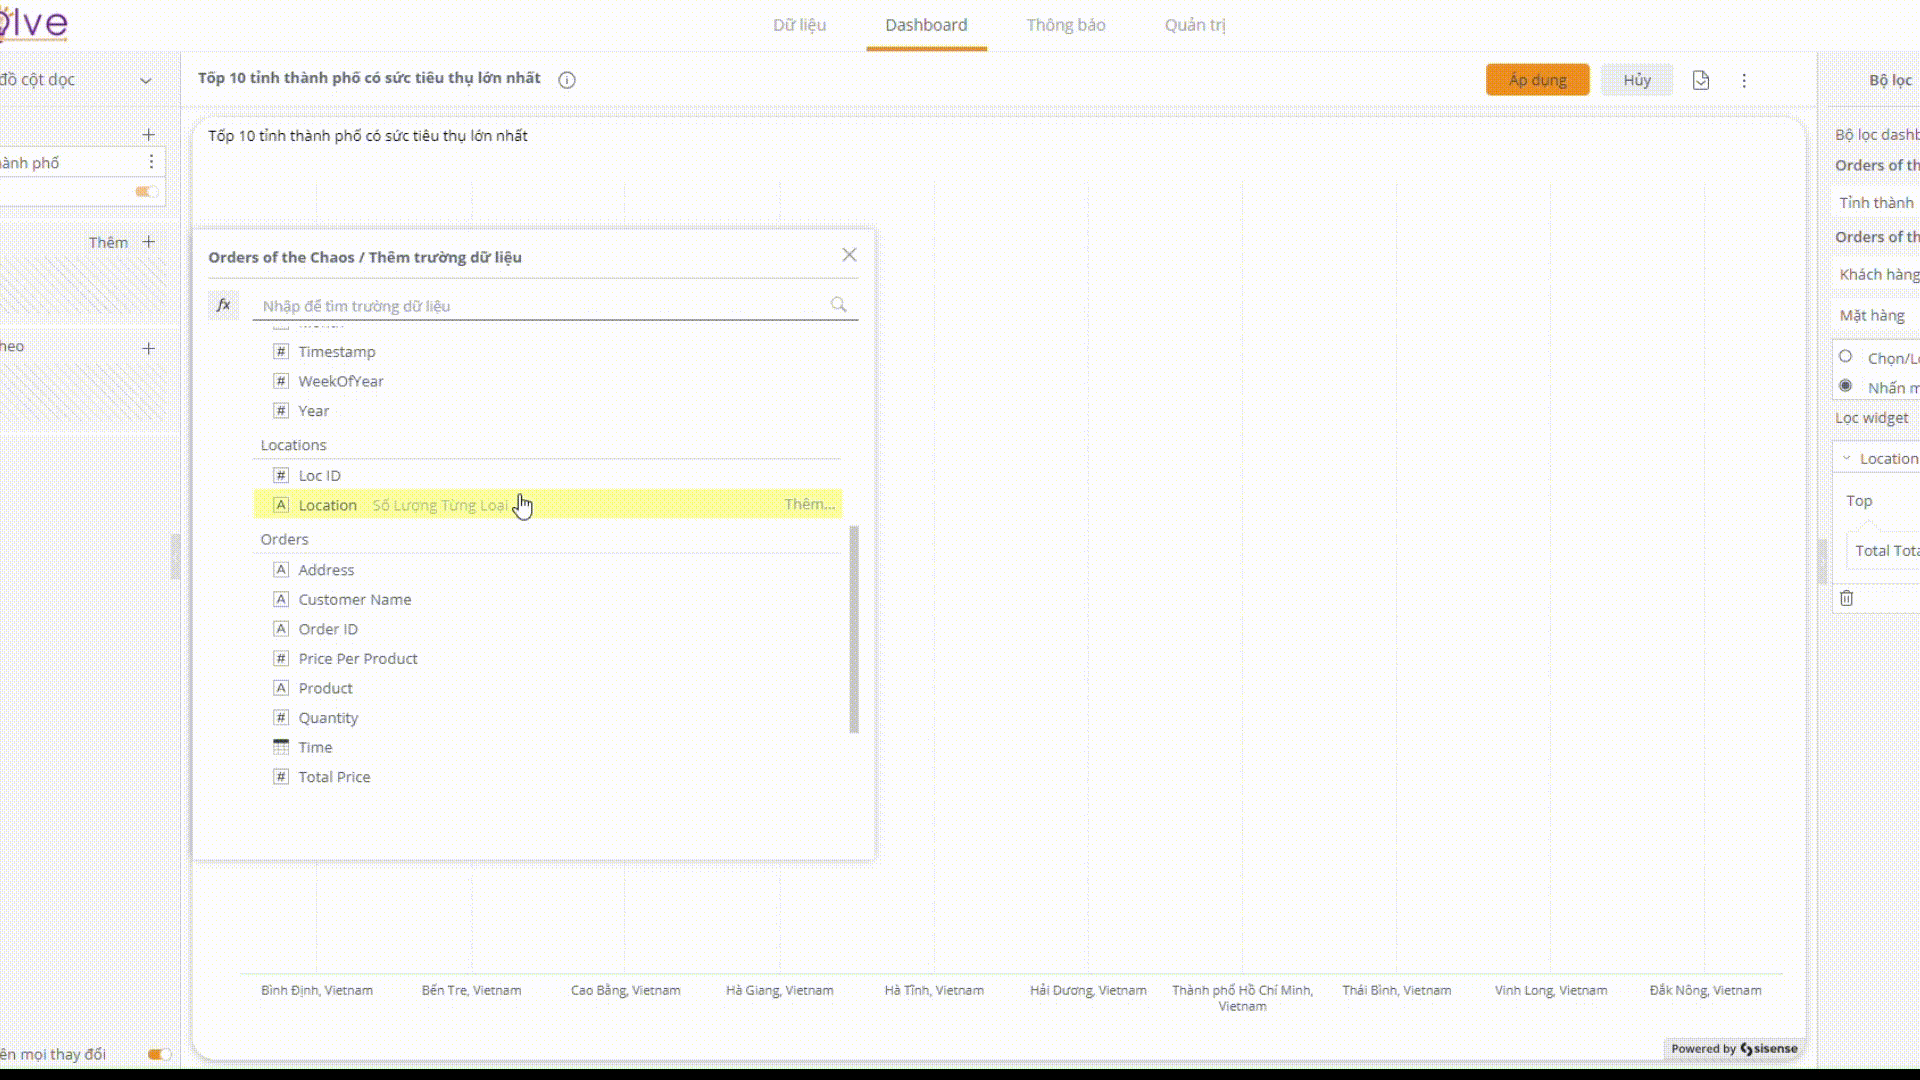 olve
Dữ liệu
Dashboard
Thông báo
Quản trị
đồ cột dọc
Tốp 10 tỉnh thành phố có sức tiêu thụ lớn nhất
Áp dụng
Hủy
Bộ lọc
Tốp 10 tỉnh thành phố có sức tiêu thụ lớn nhất
ành phố
Thêm
heo
Orders of the Chaos / Thêm trường dữ liệu
fx
Nhập để tìm trường dữ liệu
# Timestamp
# WeekOfYear
# Year
Locations
# Loc ID
A Location Số Lượng Từng Loại Thêm...
Orders
A Address
A Customer Name
A Order ID
# Price Per Product
A Product
# Quantity
Time
# Total Price
Bình Định, Vietnam
Bến Tre, Vietnam
Cao Bằng, Vietnam
Hà Giang, Vietnam
Hà Tĩnh, Vietnam
Hải Dương, Vietnam
Thành phố Hồ Chí Minh,
Vietnam
Thái Bình, Vietnam
Vĩnh Long, Vietnam
Đắk Nông, Vietnam
Powered by sisense
ên mọi thay đổi
Bộ lọc dashb
Orders of th
Tỉnh thành
Orders of th
Khách hàng
Mặt hàng
Chọn/Lọ
Nhấn m
Lọc widget
Location
Top
Total Tota